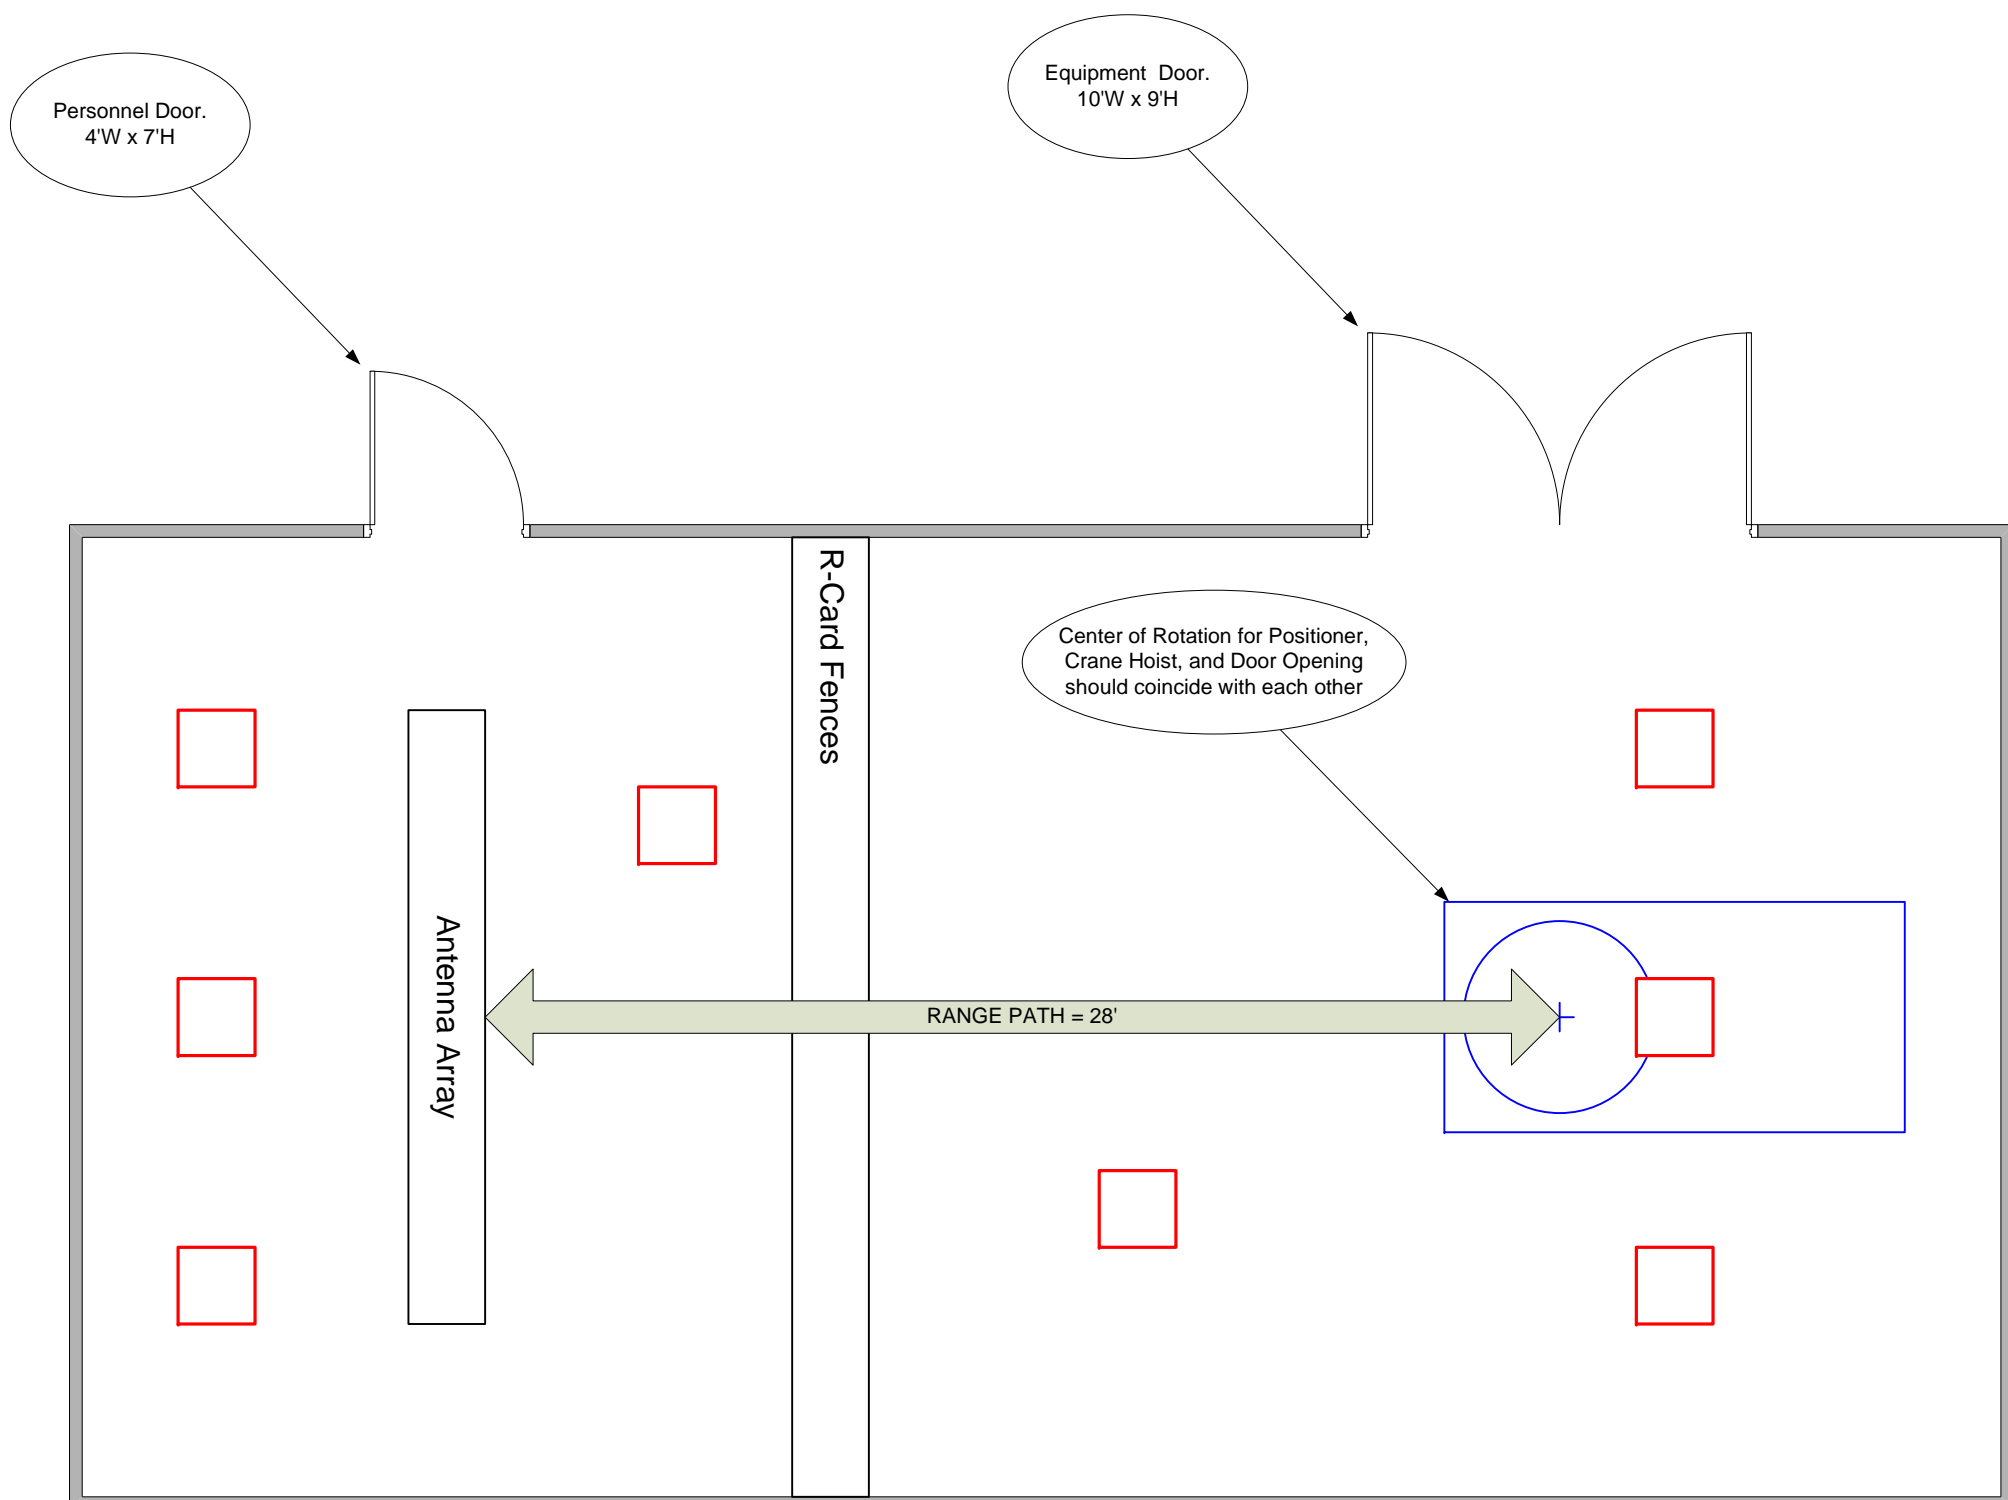 Personnel Door.
4'W x 7'H
Equipment  Door.
10'W x 9'H
R-Card Fences
Center of Rotation for Positioner,
Crane Hoist, and Door Opening
should coincide with each other
Antenna Array
RANGE PATH = 28'